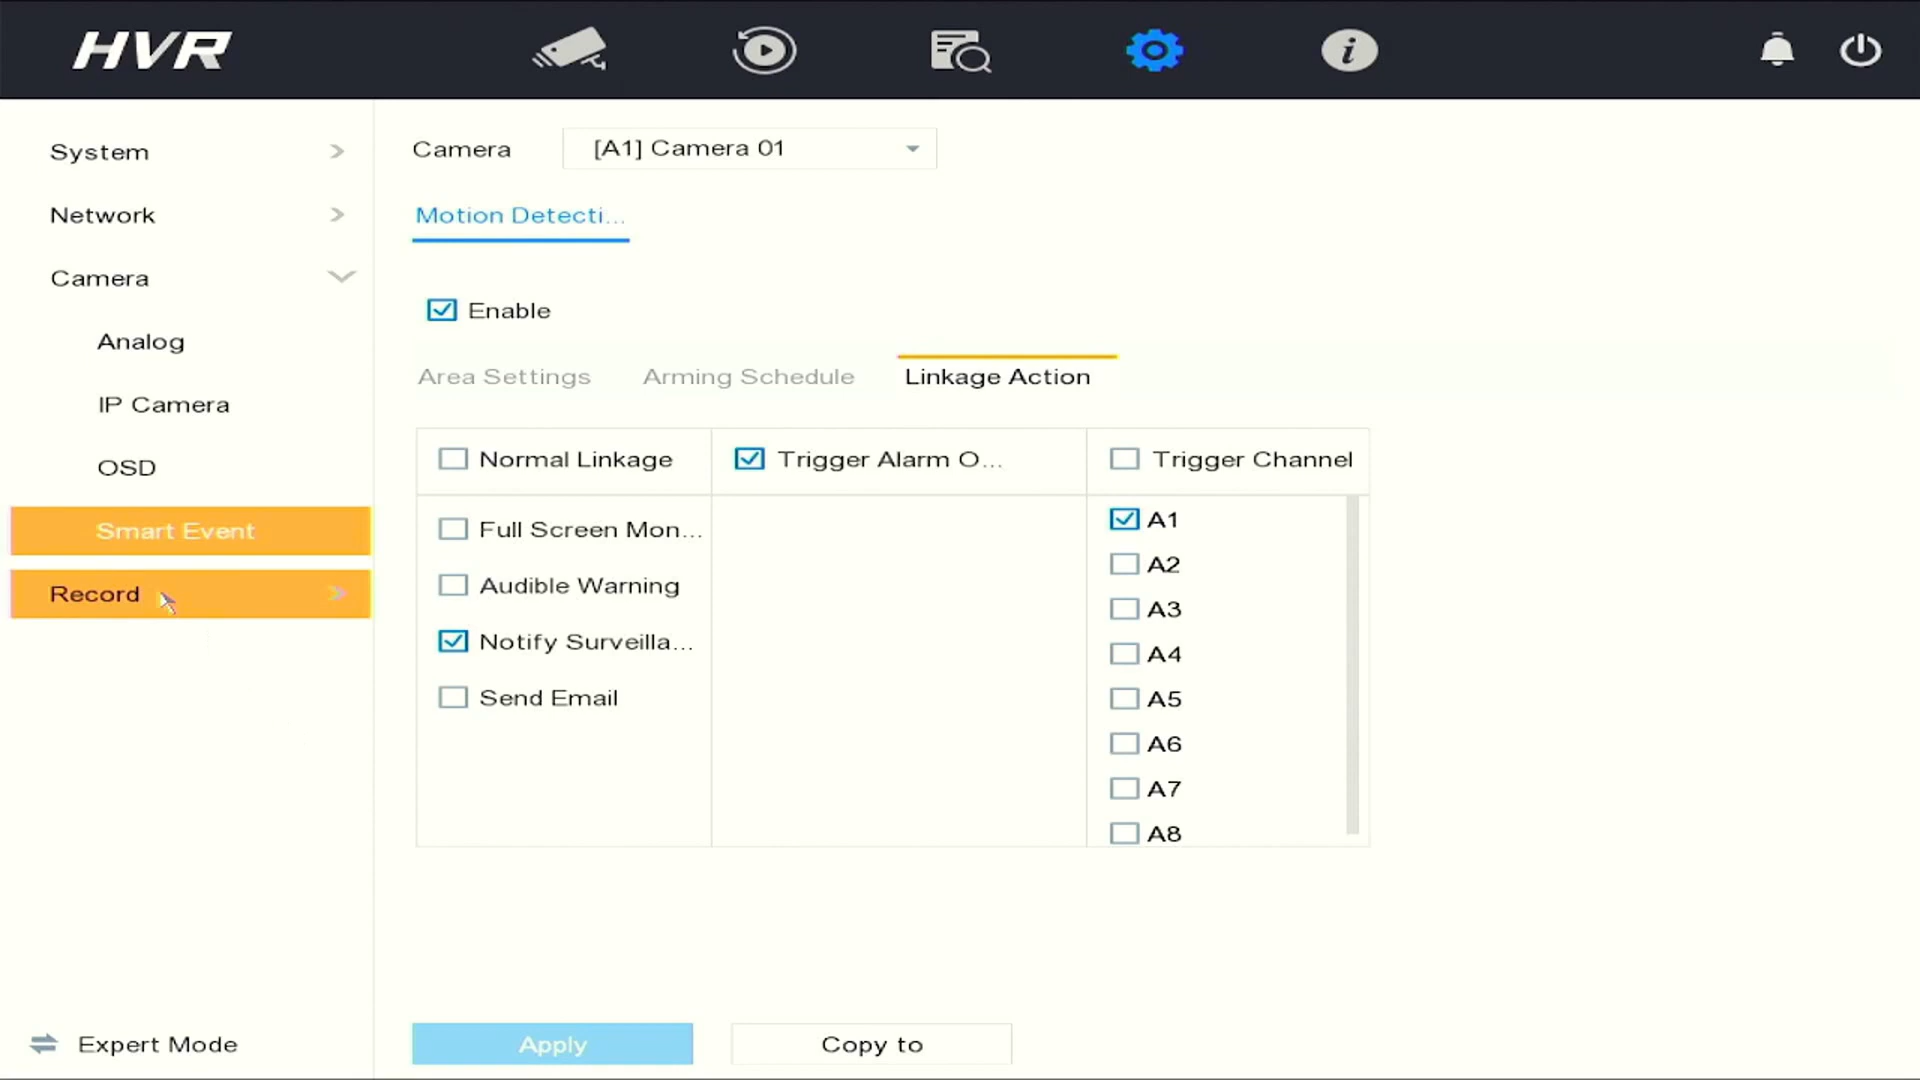 HVR
System
Network
Camera
Analog
IP Camera
OSD
Smart Event
Record
Expert Mode
Camera
[A1] Camera 01
Motion Detecti...
Enable
Area Settings
Arming Schedule
Linkage Action
Normal Linkage
Trigger Alarm O...
Trigger Channel
Full Screen Mon...
Audible Warning
Notify Surveilla...
Send Email
A1
A2
A3
A4
A5
A6
A7
A8
Apply
Copy to